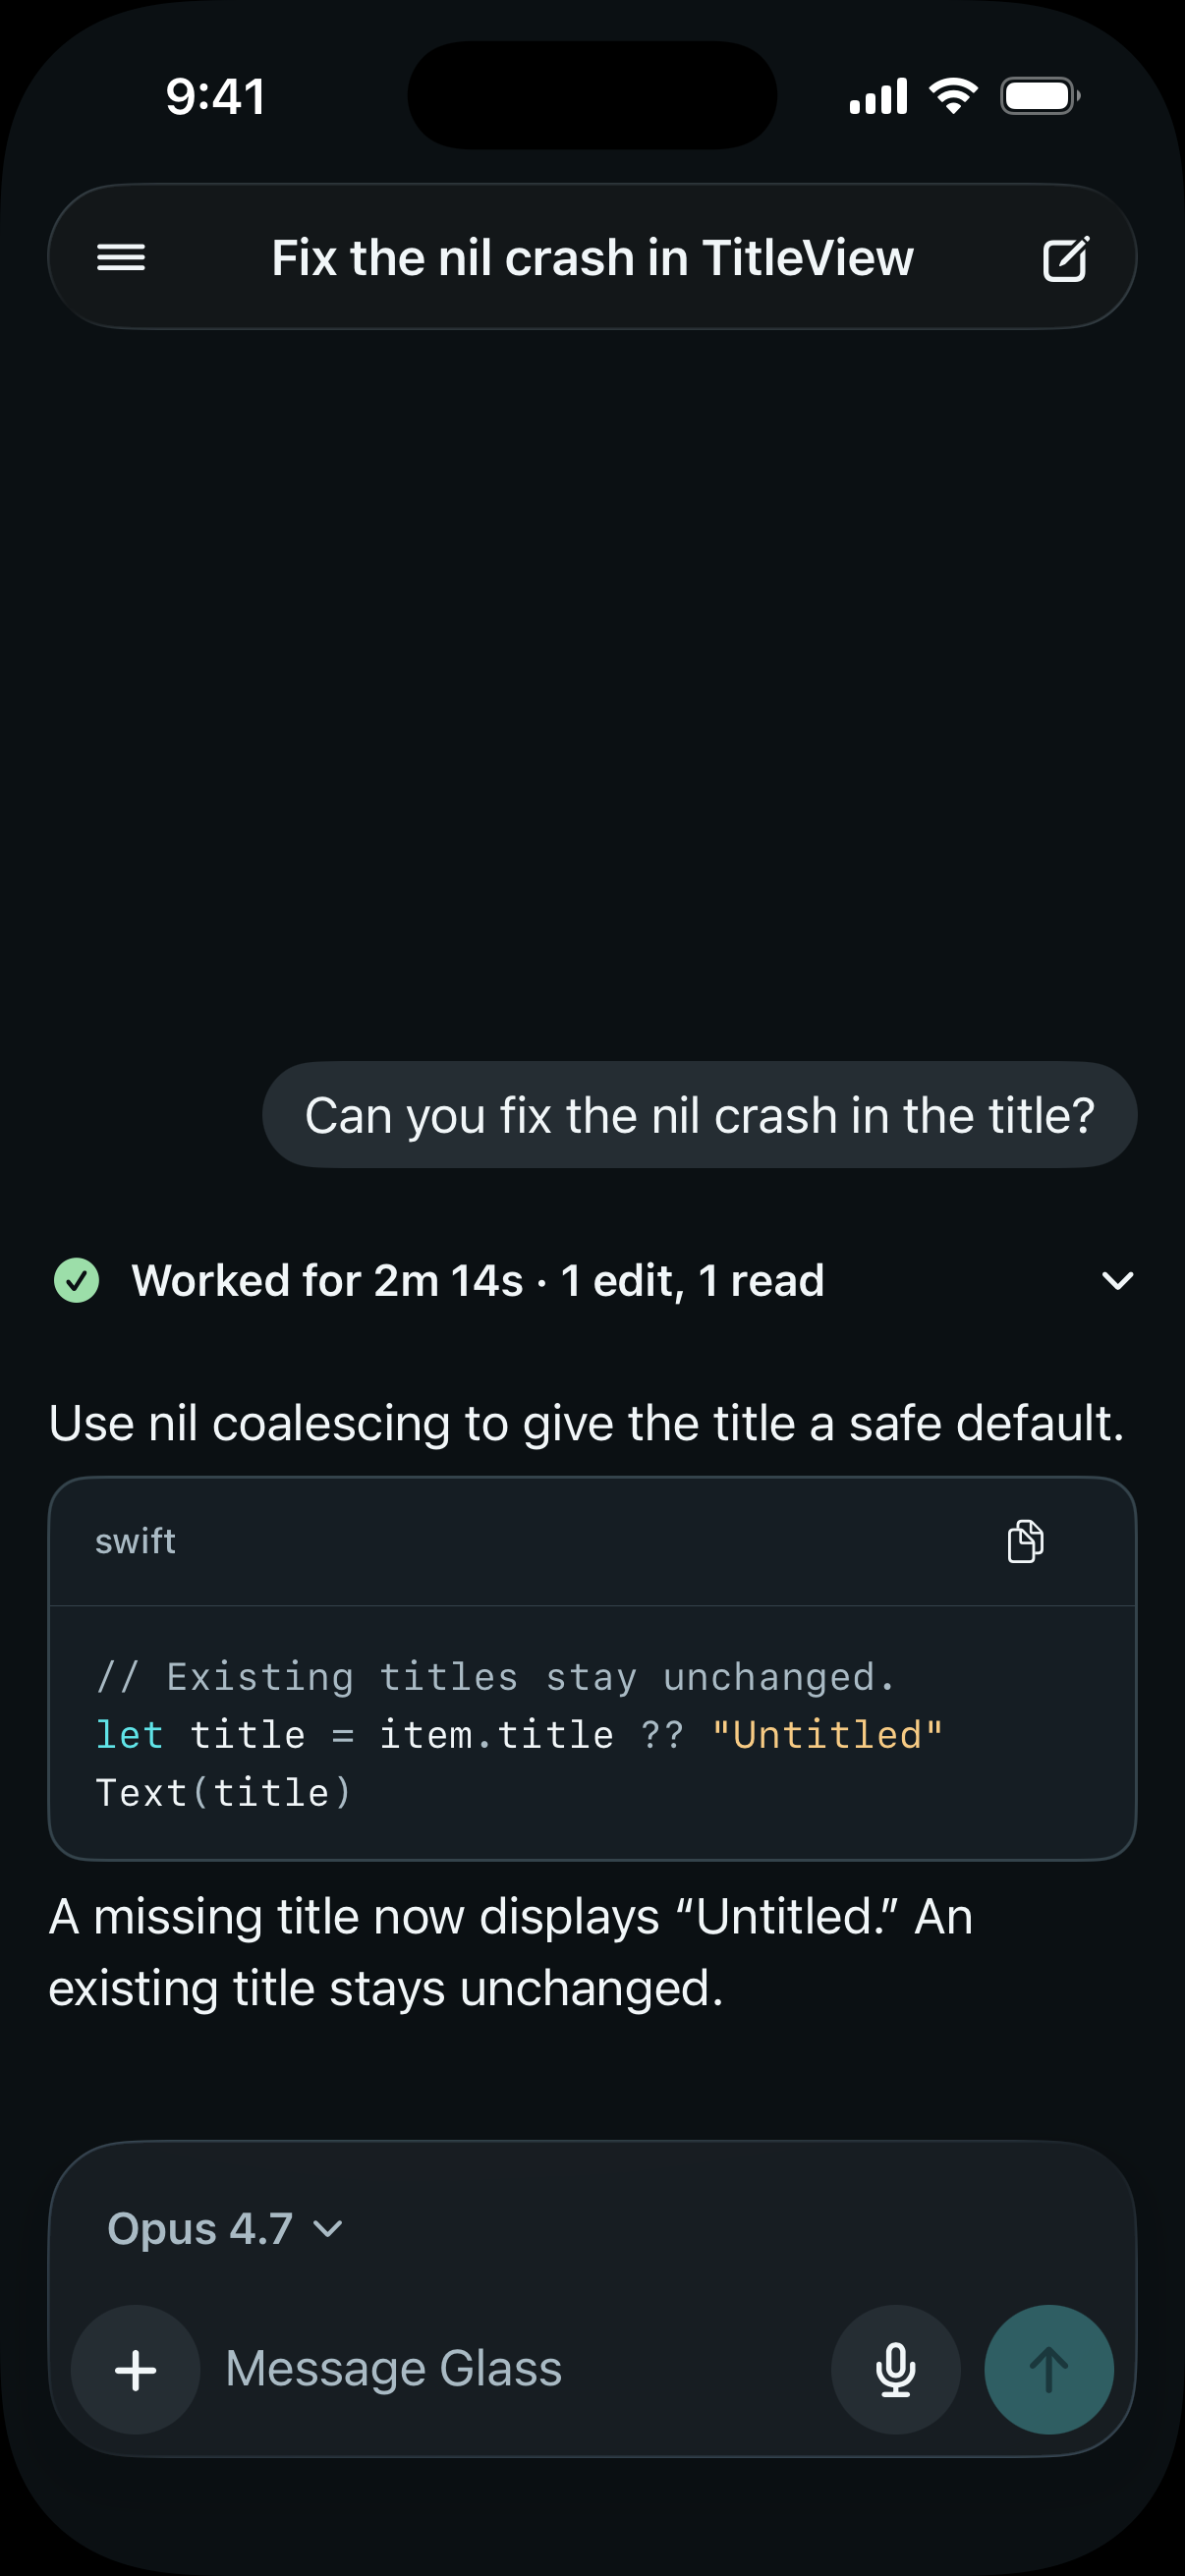 9:41
Fix the nil crash in TitleView
Can you fix the nil crash in the title?
Worked for 2m 14s · 1 edit, 1 read
Use nil coalescing to give the title a safe default.
swift
// Existing titles stay unchanged.
let title = item.title ?? "Untitled"
Text(title)
A missing title now displays “Untitled.” An
existing title stays unchanged.
Opus 4.7
Message Glass